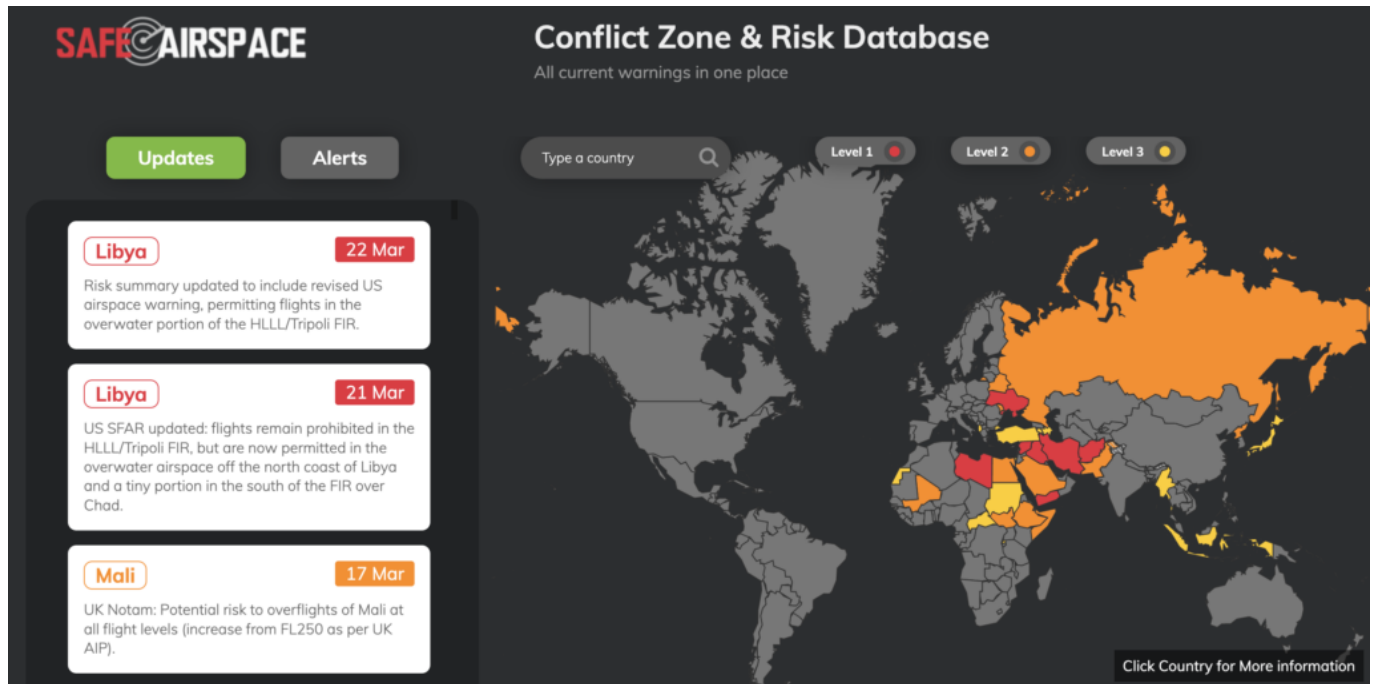 SAFE AIRSPACE
Conflict Zone & Risk Database
All current warnings in one place
Updates
Alerts
Type a country
Level 1
Level 2
Level 3
Libya
22 Mar
Risk summary updated to include revised US
airspace warning, permitting flights in the
overwater portion of the HLLL/Tripoli FIR.
Libya
21 Mar
US SFAR updated: flights remain prohibited in the
HLLL/Tripoli FIR, but are now permitted in the
overwater airspace off the north coast of Libya
and a tiny portion in the south of the FIR over
Chad.
Mali
17 Mar
UK Notam: Potential risk to overflights of Mali at
all flight levels (increase from FL250 as per UK
AIP).
Click Country for More information